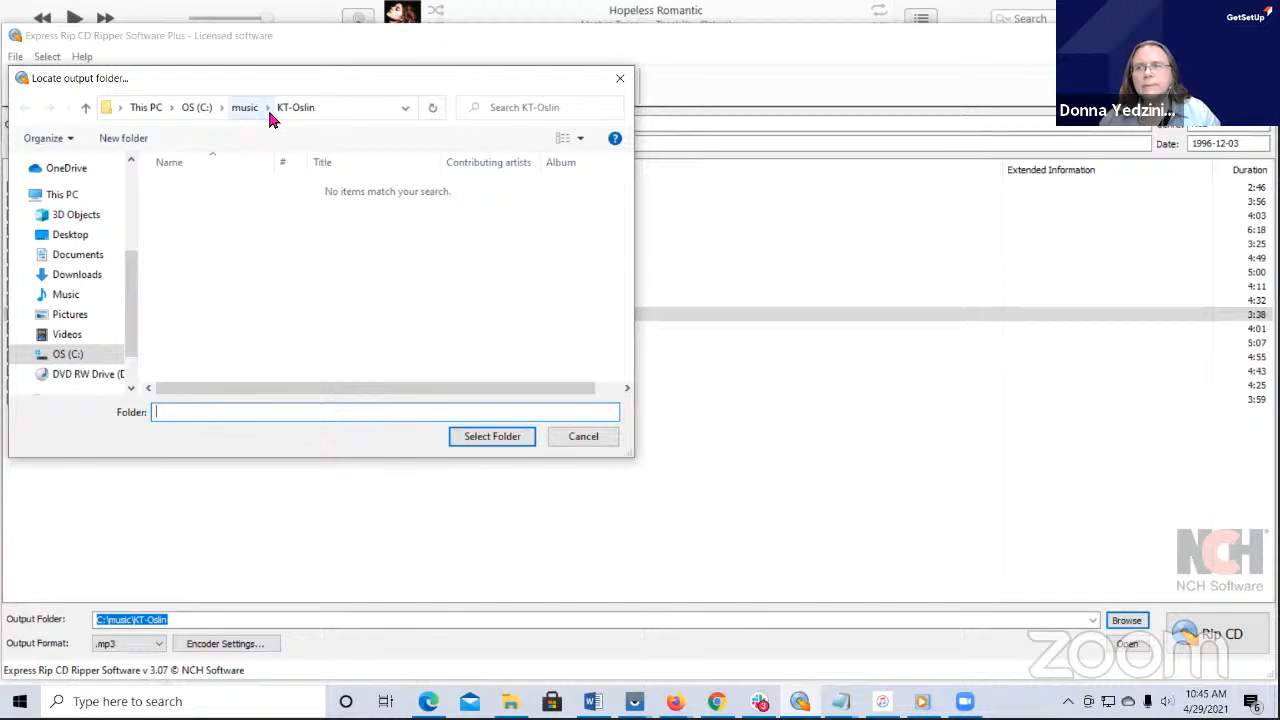 Hopeless Romantic
Search
GetSetUp
Express Rip CD Ripper Software Plus - Licensed software
File Select Help
Locate output folder...
This PC OS (C:) music KT-Oslin
Search KT-Oslin
Donna Yedzini...
Organize New folder
Date: 1996-12-03
Name # Title Contributing artists Album
Extended Information Duration
No items match your search.
OneDrive
This PC
3D Objects
Desktop
Documents
Downloads
Music
Pictures
Videos
OS (C:)
DVD RW Drive (D
2:46
3:56
4:03
6:18
3:25
4:49
5:00
4:11
4:32
3:38
4:01
5:07
4:55
4:43
4:25
3:59
Folder:
Select Folder Cancel
NCH
NCH Software
Output Folder: C:\music\KT-Oslin Browse
Rip CD
Output Format: .mp3 Encoder Settings... Open
zoom
Express Rip CD Ripper Software v 3.07 © NCH Software
Type here to search
10:45 AM
4/29/2021
6